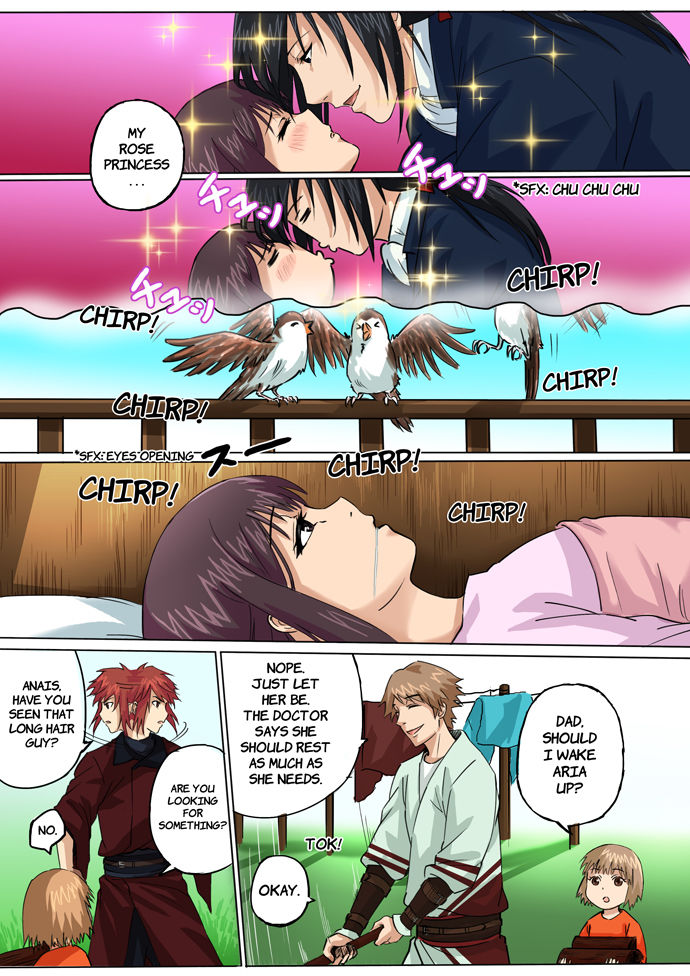 MY
ROSE
PRINCESS
...
チュッ
*SFX: CHU CHU CHU
チュッ
チュッ
CHIRP!
CHIRP!
CHIRP!
CHIRP!
*SFX: EYES OPENING
スー
CHIRP!
CHIRP!
CHIRP!
DAD,
SHOULD
I WAKE
ARIA
UP?
NOPE.
JUST LET
HER BE.
THE DOCTOR
SAYS SHE
SHOULD REST
AS MUCH AS
SHE NEEDS.
TOK!
OKAY.
ANAIS,
HAVE YOU
SEEN THAT
LONG HAIR
GUY?
ARE YOU
LOOKING
FOR
SOMETHING?
NO.